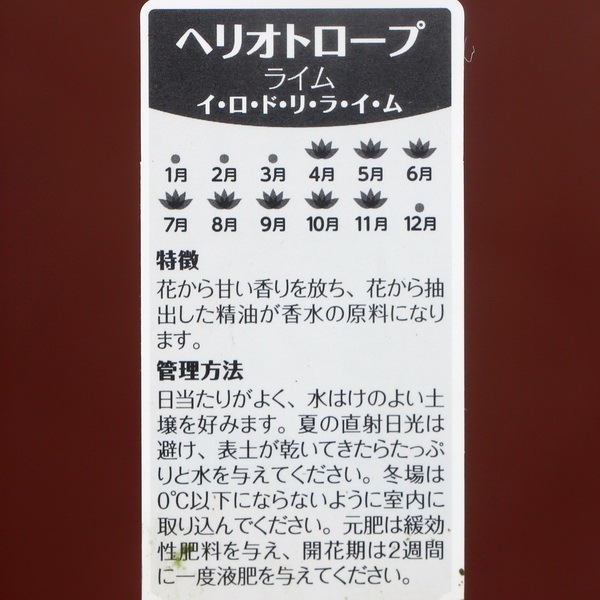 ヘリオトロープ
ライム
イ・ロ・ド・リ・ラ・イ・ム
1月 2月 3月 4月 5月 6月
7月 8月 9月 10月 11月 12月
特徴
花から甘い香りを放ち、花から抽
出した精油が香水の原料になり
ます。
管理方法
日当たりがよく、水はけのよい土
壌を好みます。夏の直射日光は
避け、表土が乾いてきたらたっぷ
りと水を与えてください。冬場は
0℃以下にならないように室内に
取り込んでください。元肥は緩効
性肥料を与え、開花期は2週間
に一度液肥を与えてください。